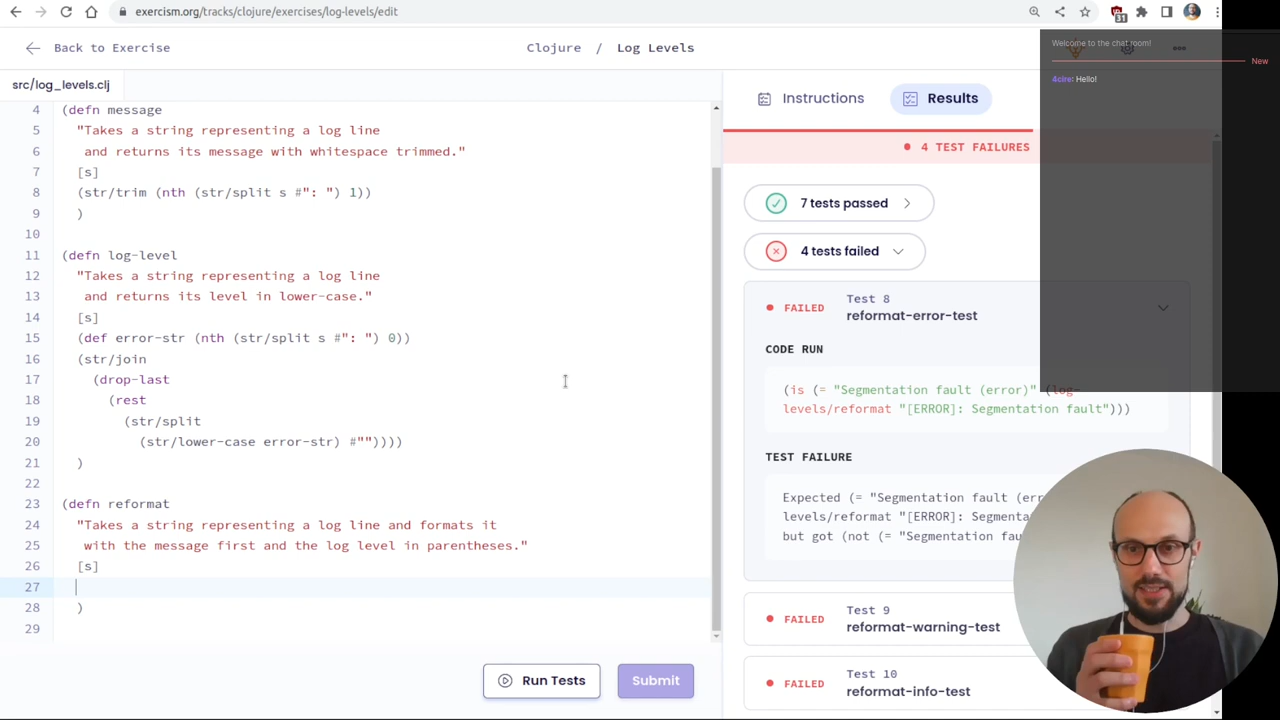 exercism.org/tracks/clojure/exercises/log-levels/edit
31
Back to Exercise
Clojure / Log Levels
src/log_levels.clj
4 (defn message
5 "Takes a string representing a log line
6 and returns its message with whitespace trimmed."
7 [s]
8 (str/trim (nth (str/split s #": ") 1))
9 )
10
11 (defn log-level
12 "Takes a string representing a log line
13 and returns its level in lower-case."
14 [s]
15 (def error-str (nth (str/split s #": ") 0))
16 (str/join
17 (drop-last
18 (rest
19 (str/split
20 (str/lower-case error-str) #""))))
21 )
22
23 (defn reformat
24 "Takes a string representing a log line and formats it
25 with the message first and the log level in parentheses."
26 [s]
27
28 )
29
Run Tests
Submit
Instructions
Results
4 TEST FAILURES
7 tests passed
4 tests failed
FAILED
Test 8
reformat-error-test
CODE RUN
(is (= "Segmentation fault (error)" (log-
levels/reformat "[ERROR]: Segmentation fault")))
TEST FAILURE
Expected (= "Segmentation fault (err
levels/reformat "[ERROR]: Segmenta
but got (not (= "Segmentation fau
FAILED
Test 9
reformat-warning-test
FAILED
Test 10
reformat-info-test
Welcome to the chat room!
New
4cire: Hello!